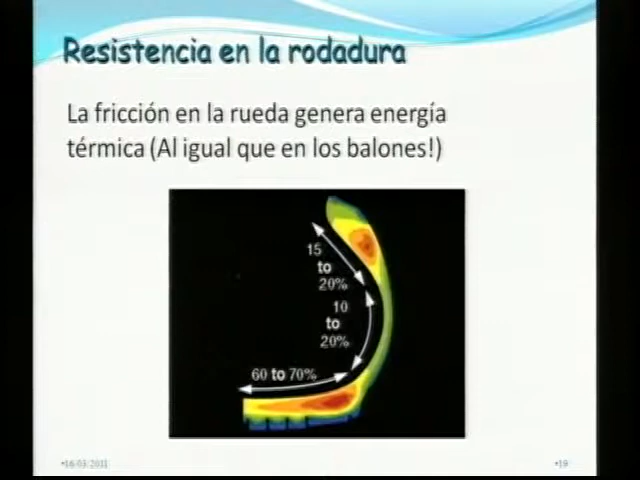 Resistencia en la rodadura
La fricción en la rueda genera energía
térmica (Al igual que en los balones!)
15
to
20%
10
to
20%
60 to 70%
•16/03/2011
•19